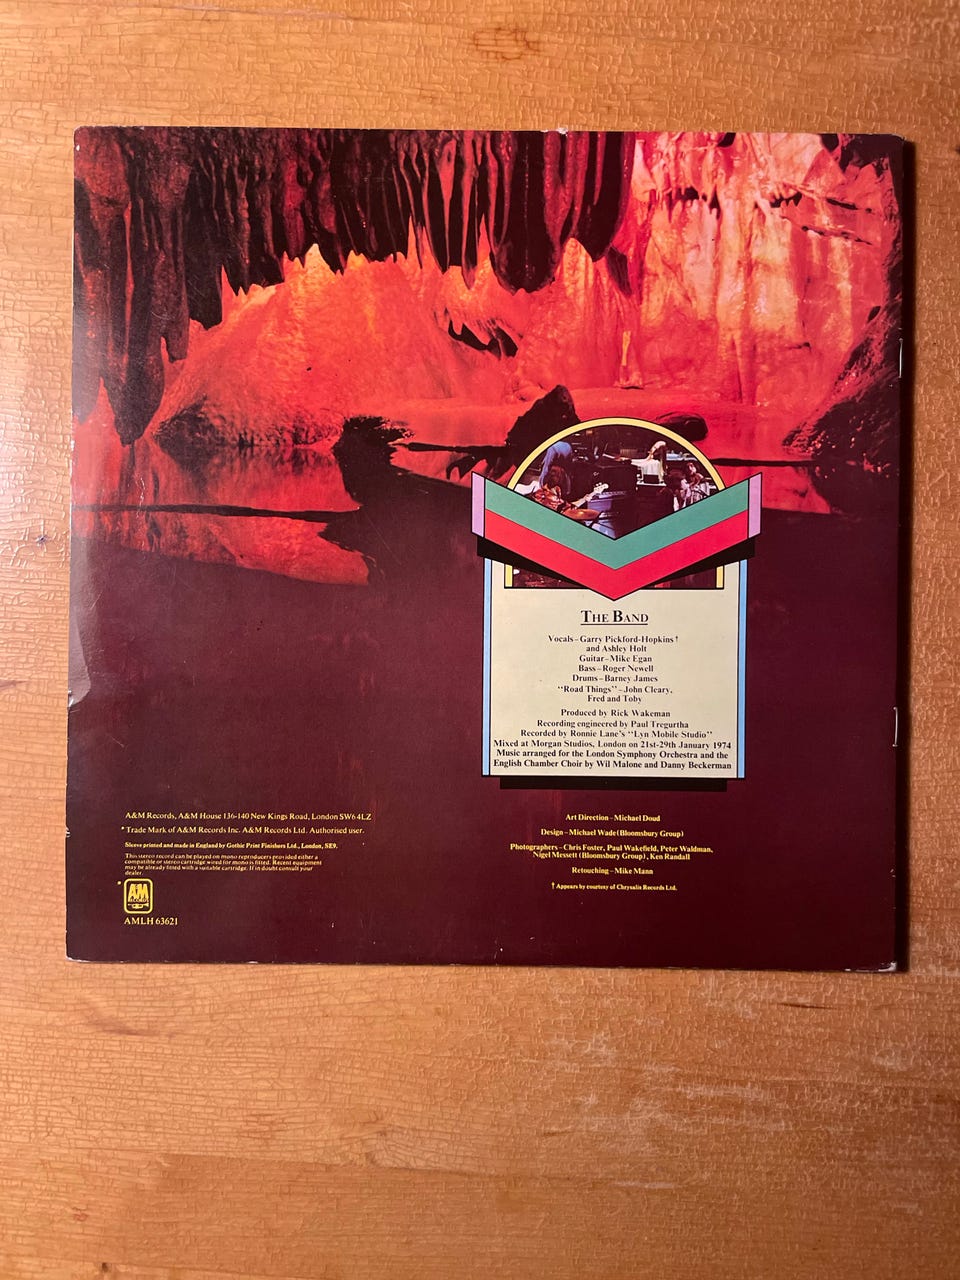 THE BAND
Vocals–Garry Pickford-Hopkins†
and Ashley Holt
Guitar–Mike Egan
Bass–Roger Newell
Drums–Barney James
“Road Things”–John Cleary,
Fred and Toby
Produced by Rick Wakeman
Recording engineered by Paul Tregurtha
Recorded by Ronnie Lane's “Lyn Mobile Studio”
Mixed at Morgan Studios, London on 21st-29th January 1974
Music arranged for the London Symphony Orchestra and the
English Chamber Choir by Wil Malone and Danny Beckerman
A&M Records, A&M House 136-140 New Kings Road, London SW6 4LZ
* Trade Mark of A&M Records Inc. A&M Records Ltd. Authorised user.
Sleeve printed and made in England by Gothic Print Finishers Ltd., London, SE9.
This stereo record can be played on mono reproducers provided either a
compatible or stereo cartridge wired for mono is fitted. Recent equipment
may be already fitted with a suitable cartridge. If in doubt consult your
dealer.
* A&M
RECORDS
AMLH 63621
Art Direction–Michael Doud
Design–Michael Wade (Bloomsbury Group)
Photographers–Chris Foster, Paul Wakefield, Peter Waldman,
Nigel Messett (Bloomsbury Group), Ken Randall
Retouching–Mike Mann
† Appears by courtesy of Chrysalis Records Ltd.